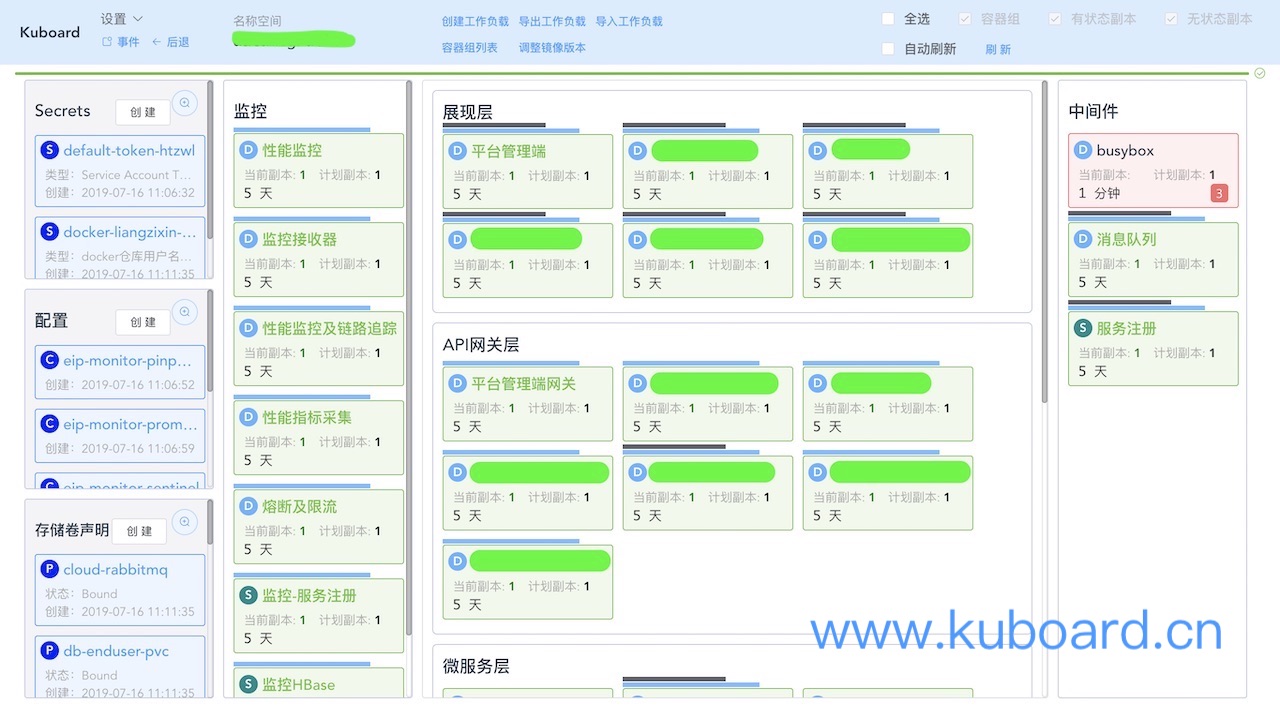 Kuboard
设置
事件 ← 后退
名称空间
创建工作负载 导出工作负载 导入工作负载
容器组列表 调整镜像版本
全选 容器组 有状态副本 无状态副本
自动刷新 刷 新
Secrets 创 建
S default-token-htzwl
类型: Service Account T...
创建: 2019-07-16 11:06:32
S docker-liangzixin-...
类型: docker仓库用户名...
创建: 2019-07-16 11:11:35
配置 创 建
C eip-monitor-pinp...
创建: 2019-07-16 11:06:52
C eip-monitor-prom...
创建: 2019-07-16 11:06:59
C eip-monitor-sentinel
存储卷声明 创 建
P cloud-rabbitmq
状态: Bound
创建: 2019-07-16 11:11:35
P db-enduser-pvc
状态: Bound
创建: 2019-07-16 11:11:35
监控
D 性能监控
当前副本: 1 计划副本: 1
5 天
D 监控接收器
当前副本: 1 计划副本: 1
5 天
D 性能监控及链路追踪
当前副本: 1 计划副本: 1
5 天
D 性能指标采集
当前副本: 1 计划副本: 1
5 天
D 熔断及限流
当前副本: 1 计划副本: 1
5 天
S 监控-服务注册
当前副本: 1 计划副本: 1
5 天
S 监控HBase
展现层
D 平台管理端 D D
当前副本: 1 计划副本: 1 当前副本: 1 计划副本: 1 当前副本: 1 计划副本: 1
5 天 5 天 5 天
D D D
当前副本: 1 计划副本: 1 当前副本: 1 计划副本: 1 当前副本: 1 计划副本: 1
5 天 5 天 5 天
API网关层
D 平台管理端网关 D D
当前副本: 1 计划副本: 1 当前副本: 1 计划副本: 1 当前副本: 1 计划副本: 1
5 天 5 天 5 天
D D D
当前副本: 1 计划副本: 1 当前副本: 1 计划副本: 1 当前副本: 1 计划副本: 1
5 天 5 天 5 天
D
当前副本: 1 计划副本: 1
5 天
微服务层
中间件
D busybox
当前副本: 计划副本: 1
1 分钟 3
D 消息队列
当前副本: 1 计划副本: 1
5 天
S 服务注册
当前副本: 1 计划副本: 1
5 天
www.kuboard.cn